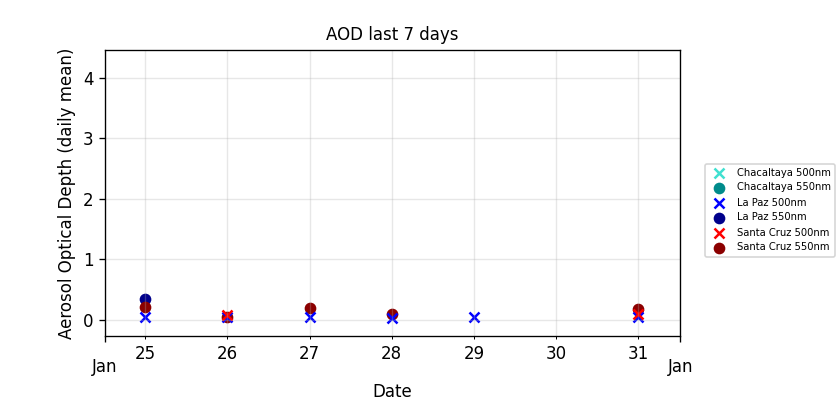 AOD last 7 days
Aerosol Optical Depth (daily mean)
4
3
2
1
0
25 26 27 28 29 30 31
Jan Jan
Date
Chacaltaya 500nm
Chacaltaya 550nm
La Paz 500nm
La Paz 550nm
Santa Cruz 500nm
Santa Cruz 550nm